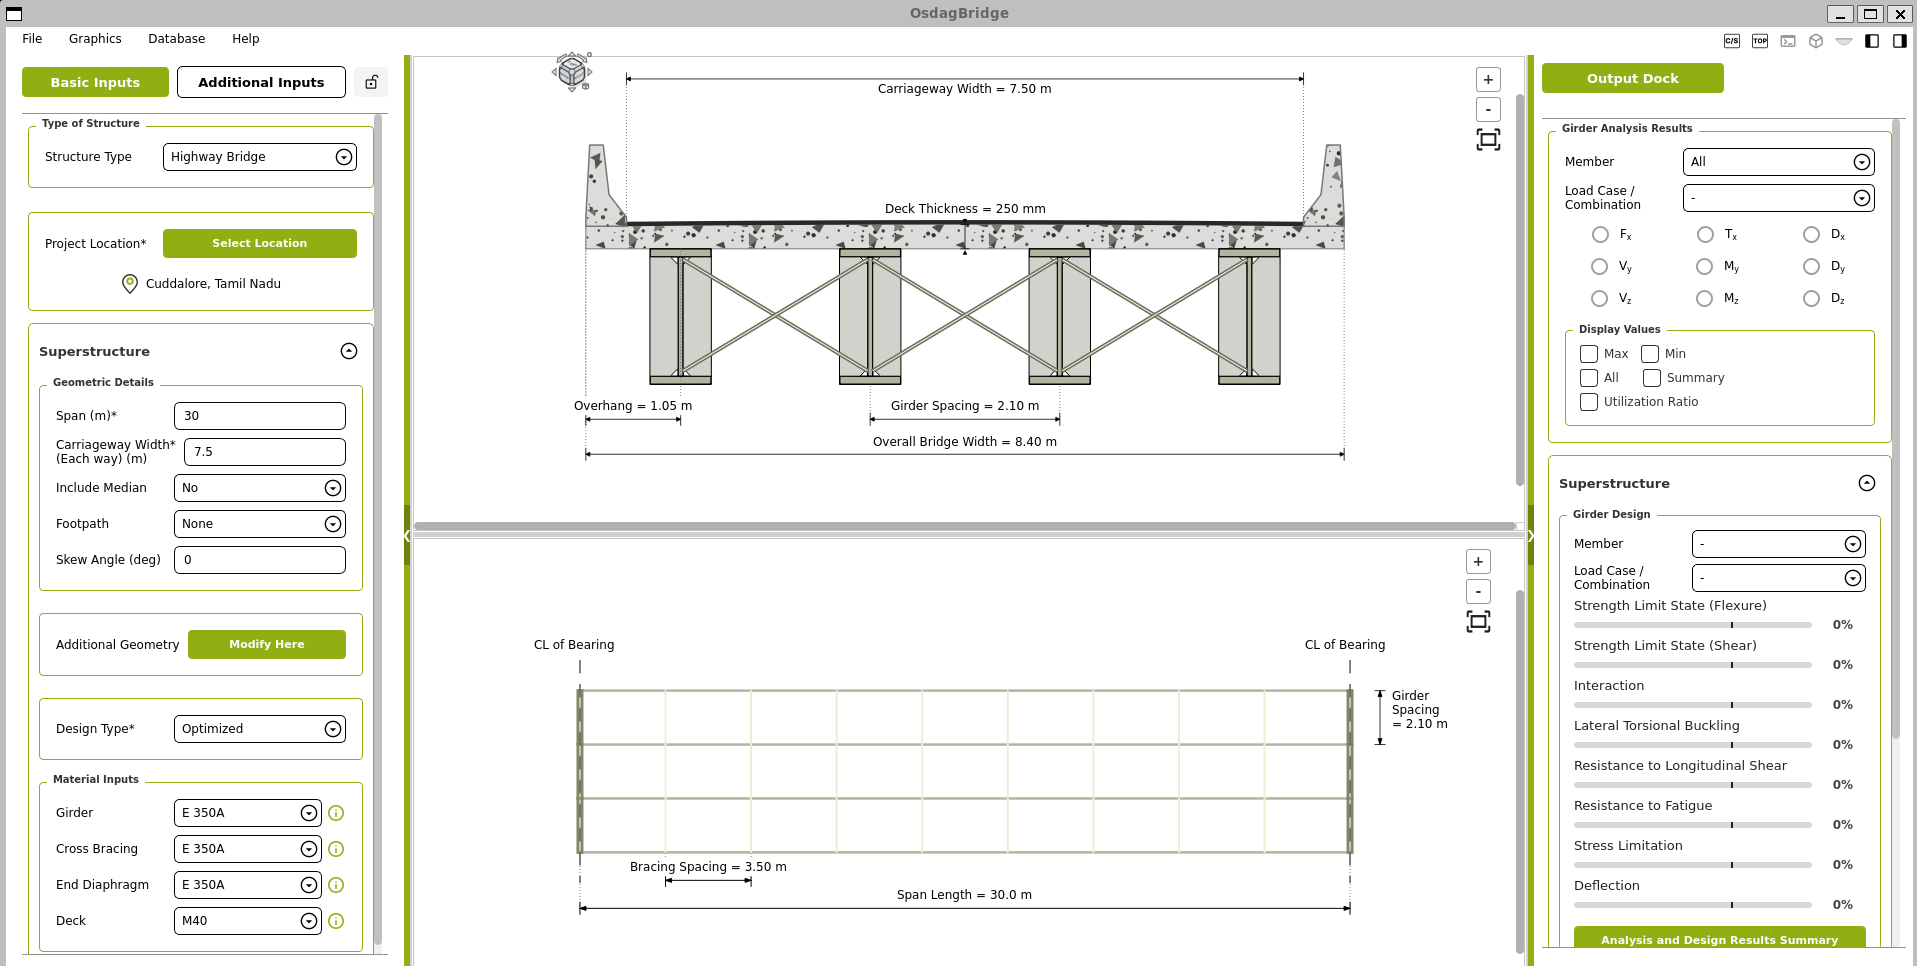 OsdagBridge
File Graphics Database Help
C/S TOP
Basic Inputs Additional Inputs
Type of Structure
Structure Type Highway Bridge
Project Location* Select Location
Cuddalore, Tamil Nadu
Superstructure
Geometric Details
Span (m)* 30
Carriageway Width*
(Each way) (m) 7.5
Include Median No
Footpath None
Skew Angle (deg) 0
Additional Geometry Modify Here
Design Type* Optimized
Material Inputs
Girder E 350A
Cross Bracing E 350A
End Diaphragm E 350A
Deck M40
Carriageway Width = 7.50 m
+
-
Deck Thickness = 250 mm
Overhang = 1.05 m
Girder Spacing = 2.10 m
Overall Bridge Width = 8.40 m
+
-
CL of Bearing CL of Bearing
Girder
Spacing
= 2.10 m
Bracing Spacing = 3.50 m
Span Length = 30.0 m
Output Dock
Girder Analysis Results
Member All
Load Case /
Combination -
Fx Tx Dx
Vy My Dy
Vz Mz Dz
Display Values
Max Min
All Summary
Utilization Ratio
Superstructure
Girder Design
Member -
Load Case /
Combination -
Strength Limit State (Flexure)
0%
Strength Limit State (Shear)
0%
Interaction
0%
Lateral Torsional Buckling
0%
Resistance to Longitudinal Shear
0%
Resistance to Fatigue
0%
Stress Limitation
0%
Deflection
0%
Analysis and Design Results Summary